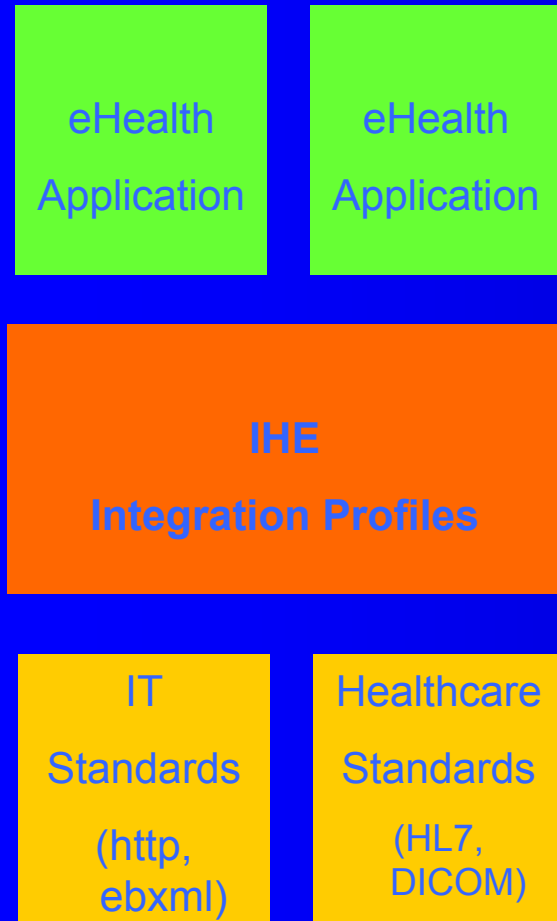 eHealth
Application
eHealth
Application
IHE
Integration Profiles
IT
Standards
(http,
ebxml)
Healthcare
Standards
(HL7,
DICOM)